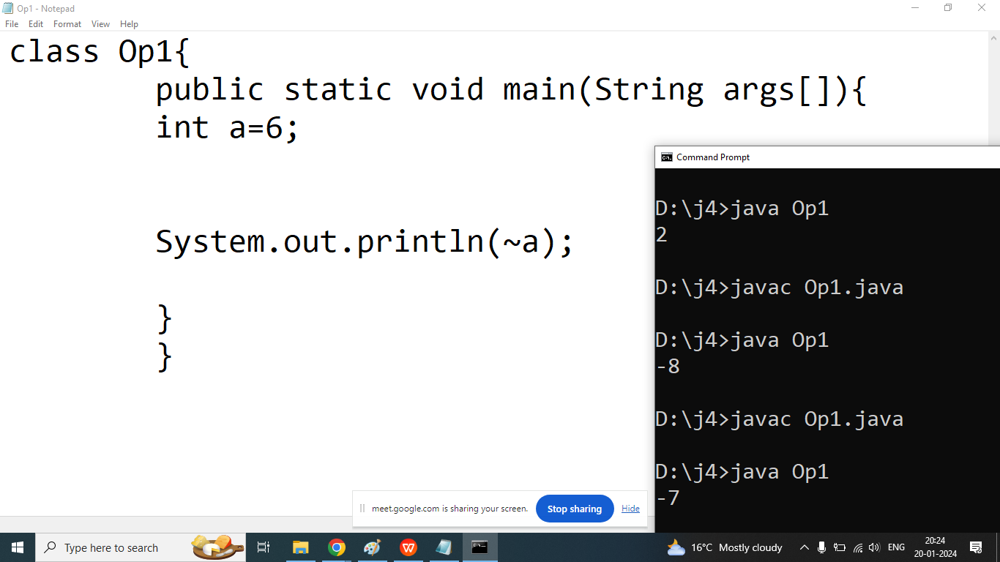 Op1 - Notepad
File Edit Format View Help
class Op1{
public static void main(String args[]){
int a=6;
System.out.println(~a);
}
}
Command Prompt
D:\j4>java Op1
2
D:\j4>javac Op1.java
D:\j4>java Op1
-8
D:\j4>javac Op1.java
D:\j4>java Op1
-7
meet.google.com is sharing your screen. Stop sharing Hide
Type here to search
16°C Mostly cloudy
ENG
20:24
20-01-2024